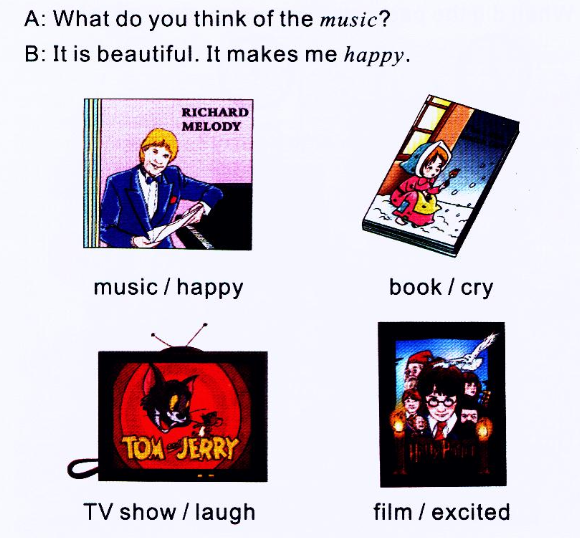 A: What do you think of the music?
B: It is beautiful. It makes me happy.
RICHARD
MELODY
music / happy
book / cry
TOM and JERRY
TV show / laugh
film / excited